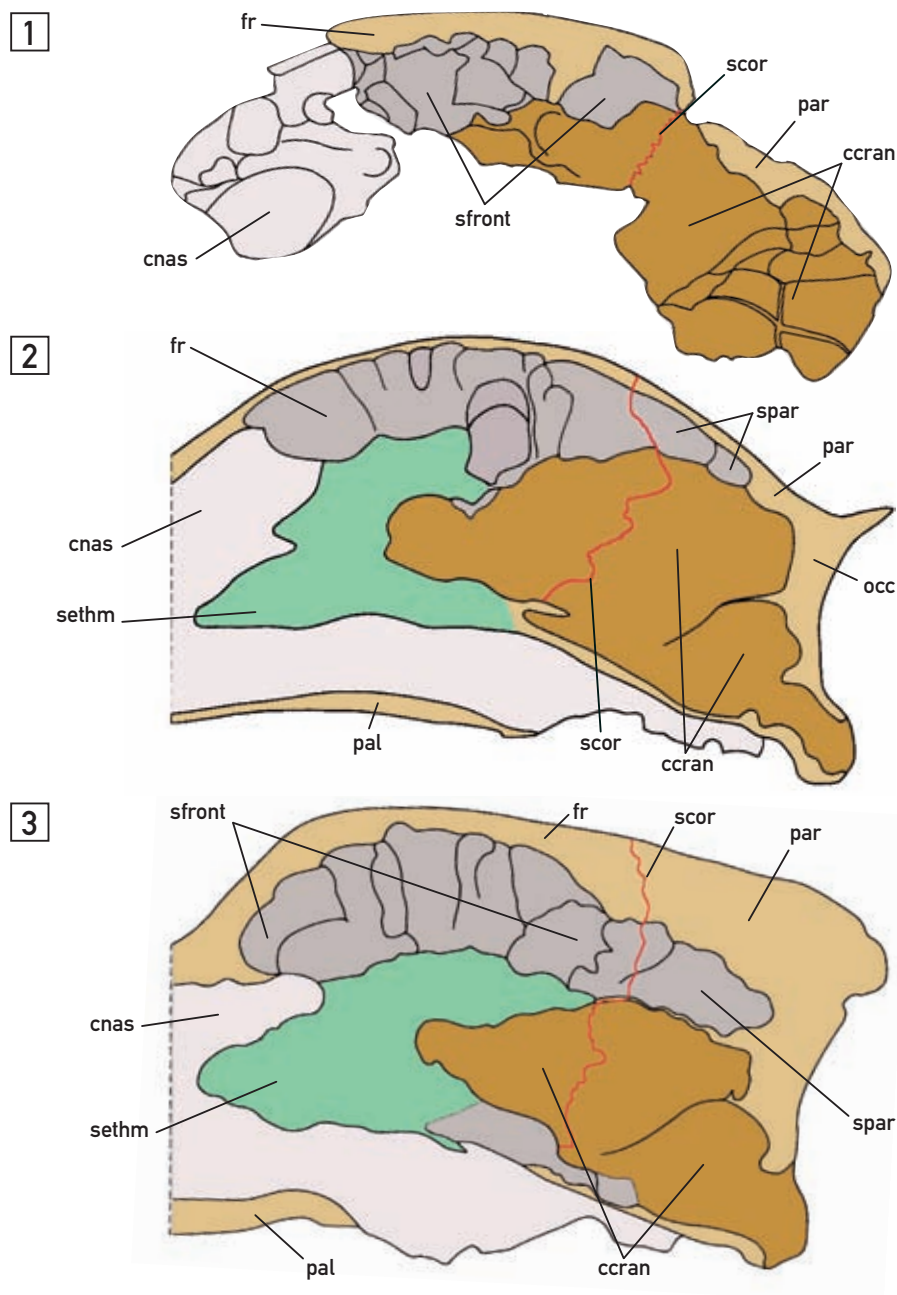 1
fr
scor
par
ccran
sfront
cnas
2
fr
spar
par
cnas
occ
sethm
pal
scor
ccran
3
sfront
fr
scor
par
cnas
sethm
spar
pal
ccran